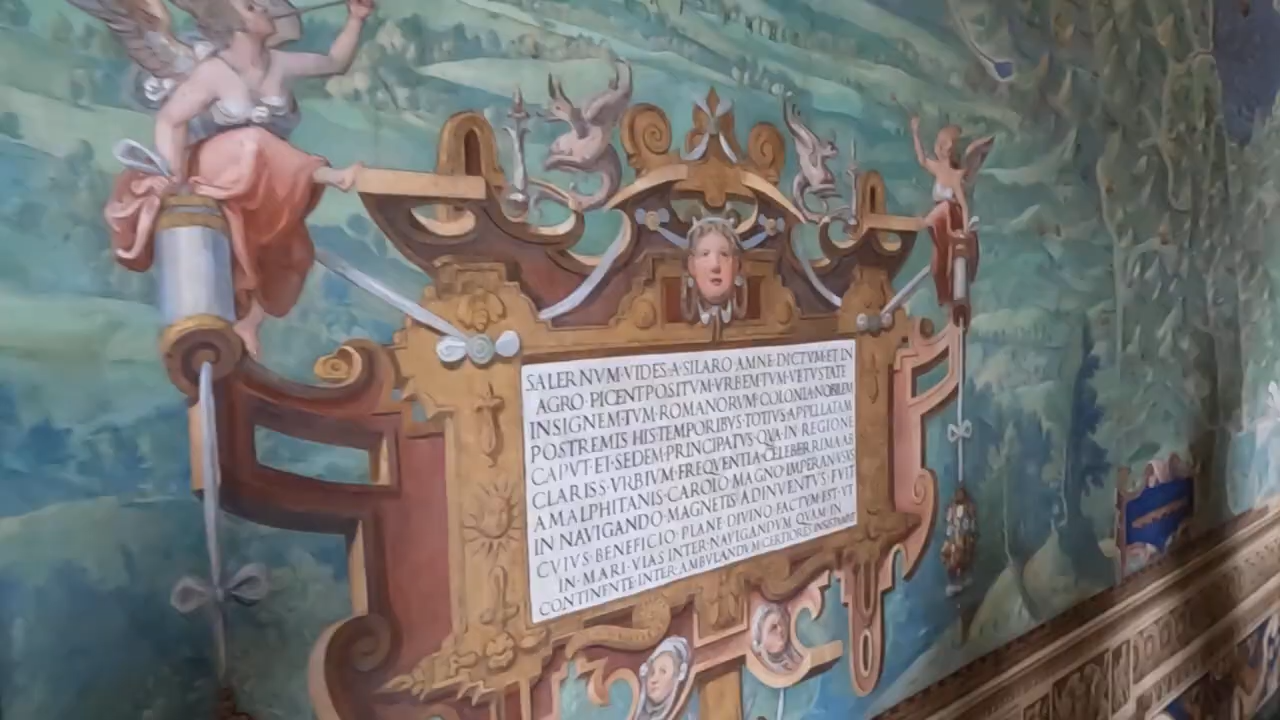 SALERNVM·VIDES·A·SILARO·AMNE·DICTVM·ET·IN
AGRO·PICENT·POSITVM·VRBEM·TVM·VETVSTATE
INSIGNEM·TVM·ROMANORVM·COLONIA·NOBILEM
POSTREMIS HIS·TEMPORIBVS·TOTIVS·APPELLATAM
CAPVT·ET·SEDEM·PRINCIPATVS·QVA·IN REGIONE
CLARISS·VRBIVM·FREQVENTIA·CELEBERRIMA·AB
AMALPHITANIS·CAROLO MAGNO IMPERAN
IN NAVIGANDO·MAGNETIS ADINVENTVS·FVIT
CVIVS·BENEFICIO·PLANE·DIVINO·FACTVM·EST·VT
IN·MARI·VIAS·INTER·NAVIGANDVM QVAM·IN
CONTINENTE·INTER·AMBVLANDVM CERTIORES